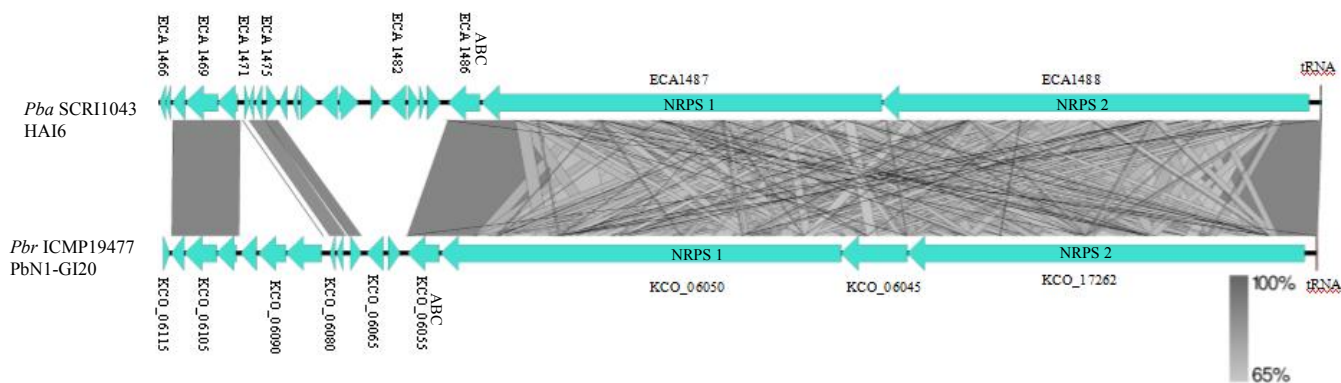 ECA 1466
ECA 1469
ECA 1471
ECA 1475
ECA 1482
ECA 1486
ABC
ECA1487
ECA1488
tRNA
Pba SCRI1043
HAI6
NRPS 1
NRPS 2
Pbr ICMP19477
PbN1-GI20
NRPS 1
NRPS 2
KCO_06115
KCO_06105
KCO_06090
KCO_06080
KCO_06065
KCO_06055
ABC
KCO_06050
KCO_06045
KCO_17262
tRNA
100%
65%